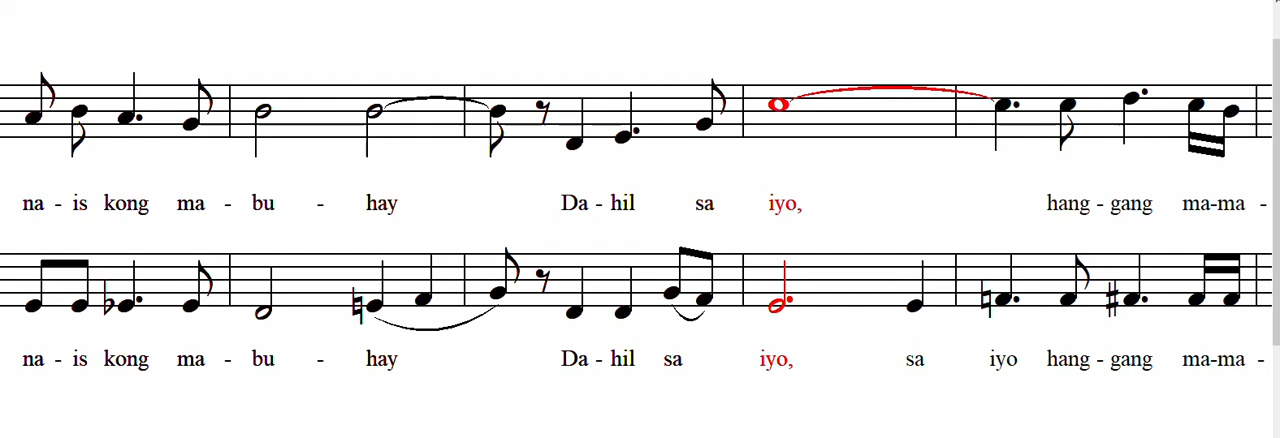 na - is kong ma - bu - hay Da - hil sa iyo, hang - gang ma-ma -
na - is kong ma - bu - hay Da - hil sa iyo, sa iyo hang - gang ma-ma -